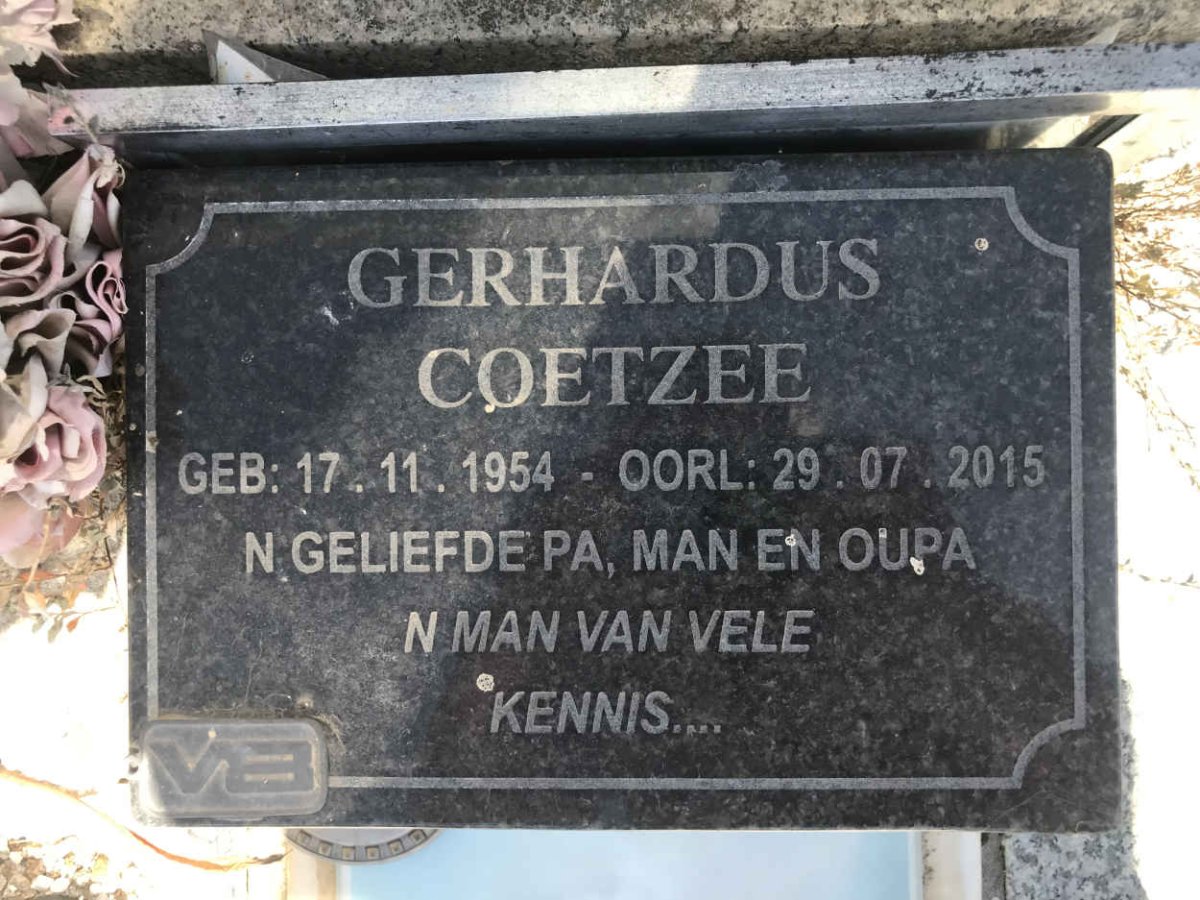 GERHARDUS
COETZEE
GEB: 17 . 11 . 1954 - OORL: 29 . 07 . 2015
N GELIEFDE PA, MAN EN OUPA
N MAN VAN VELE
KENNIS....
V8